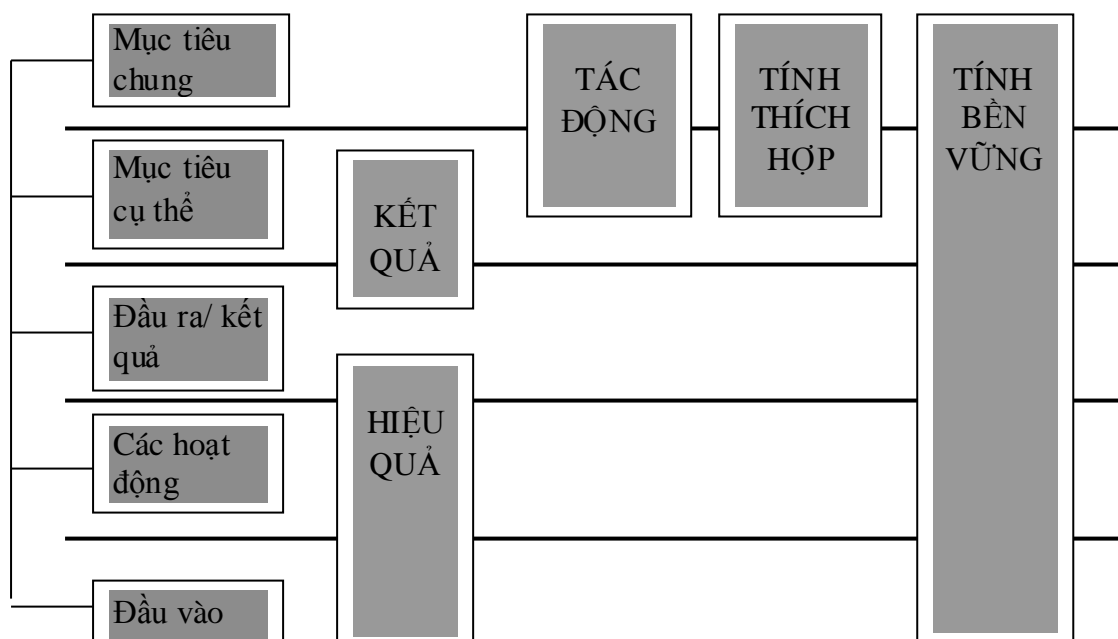 Mục tiêu
chung
TÁC
ĐỘNG
TÍNH
THÍCH
HỢP
TÍNH
BỀN
VỮNG
Mục tiêu
cụ thể
KẾT
QUẢ
Đầu ra/ kết
quả
HIỆU
QUẢ
Các hoạt
động
Đầu vào